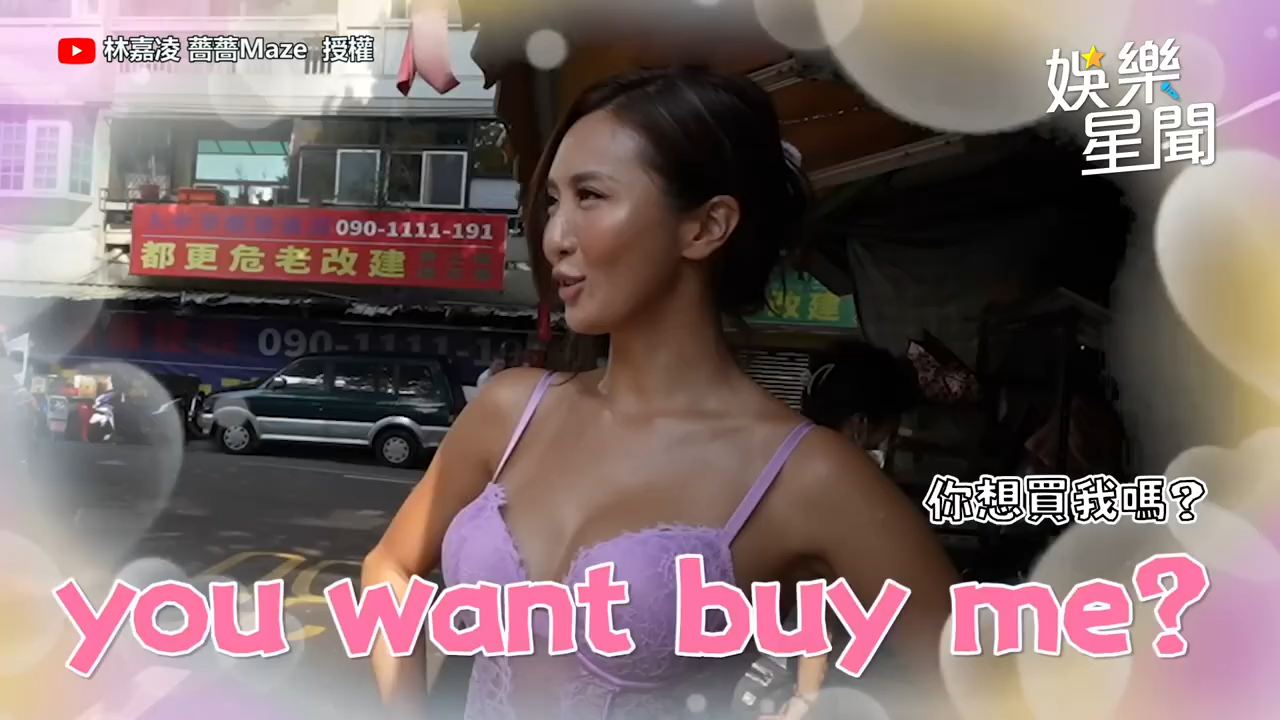 林嘉凌 薔薔Maze 授權
娛樂
星聞
090-1111-191
都更危老改建
090-1111-19
改建
你想買我嗎?
you want buy me?